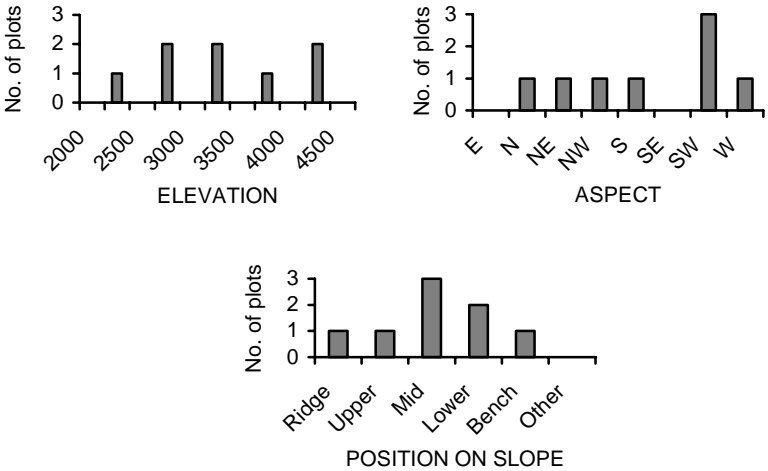 No. of plots
3
2
1
0
2000 2500 3000 3500 4000 4500
ELEVATION
No. of plots
3
2
1
0
E N NE NW S SE SW W
ASPECT
No. of plots
3
2
1
0
Ridge Upper Mid Lower Bench Other
POSITION ON SLOPE